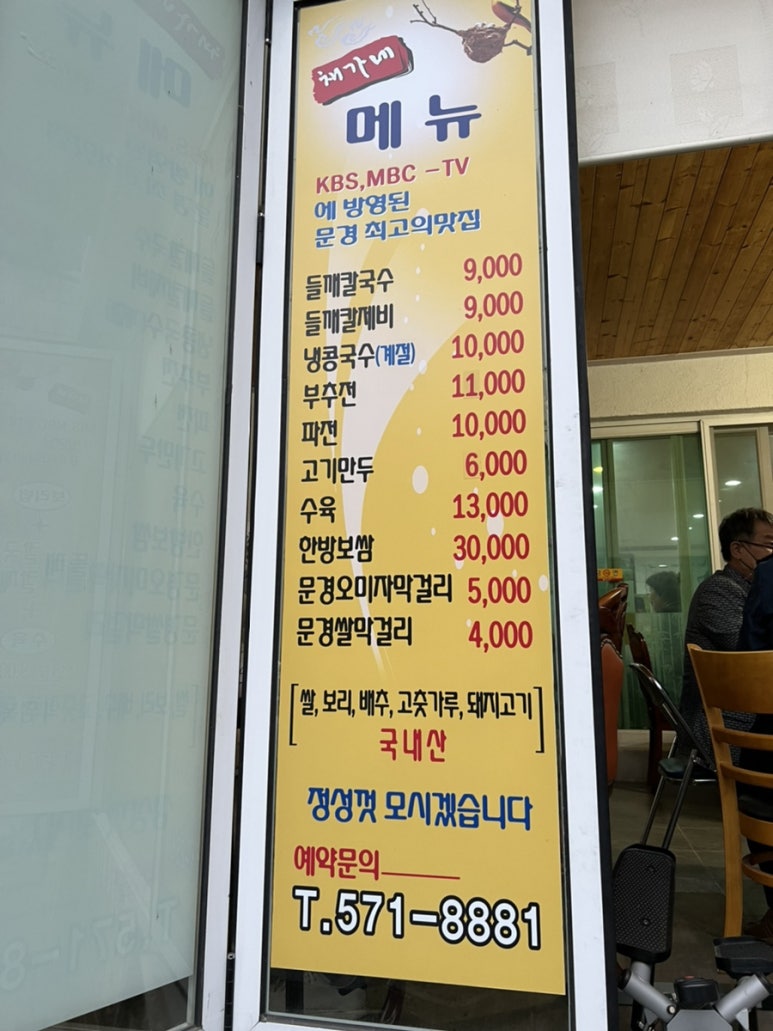 채가네
메뉴
KBS,MBC -TV
에 방영된
문경 최고의맛집
들깨칼국수 9,000
들깨칼제비 9,000
냉콩국수(계절) 10,000
부추전 11,000
파전 10,000
고기만두 6,000
수육 13,000
한방보쌈 30,000
문경오미자막걸리 5,000
문경쌀막걸리 4,000
[쌀, 보리, 배추, 고춧가루, 돼지고기]
국내산
정성껏 모시겠습니다
예약문의
T.571-8881